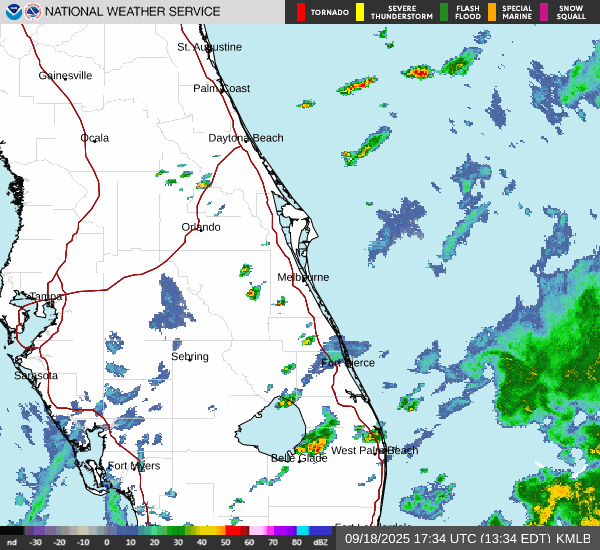 NATIONAL WEATHER SERVICE
TORNADO
SEVERE THUNDERSTORM
FLASH FLOOD
SPECIAL MARINE
SNOW SQUALL
St. Augustine
Gainesville
Palm Coast
Ocala
Daytona Beach
Orlando
Melbourne
Tampa
Sebring
Fort Pierce
Sarasota
West Palm Beach
Belle Glade
Fort Myers
nd -30 -20 -10 0 10 20 30 40 50 60 70 80 dBZ
09/18/2025 17:34 UTC (13:34 EDT) KMLB